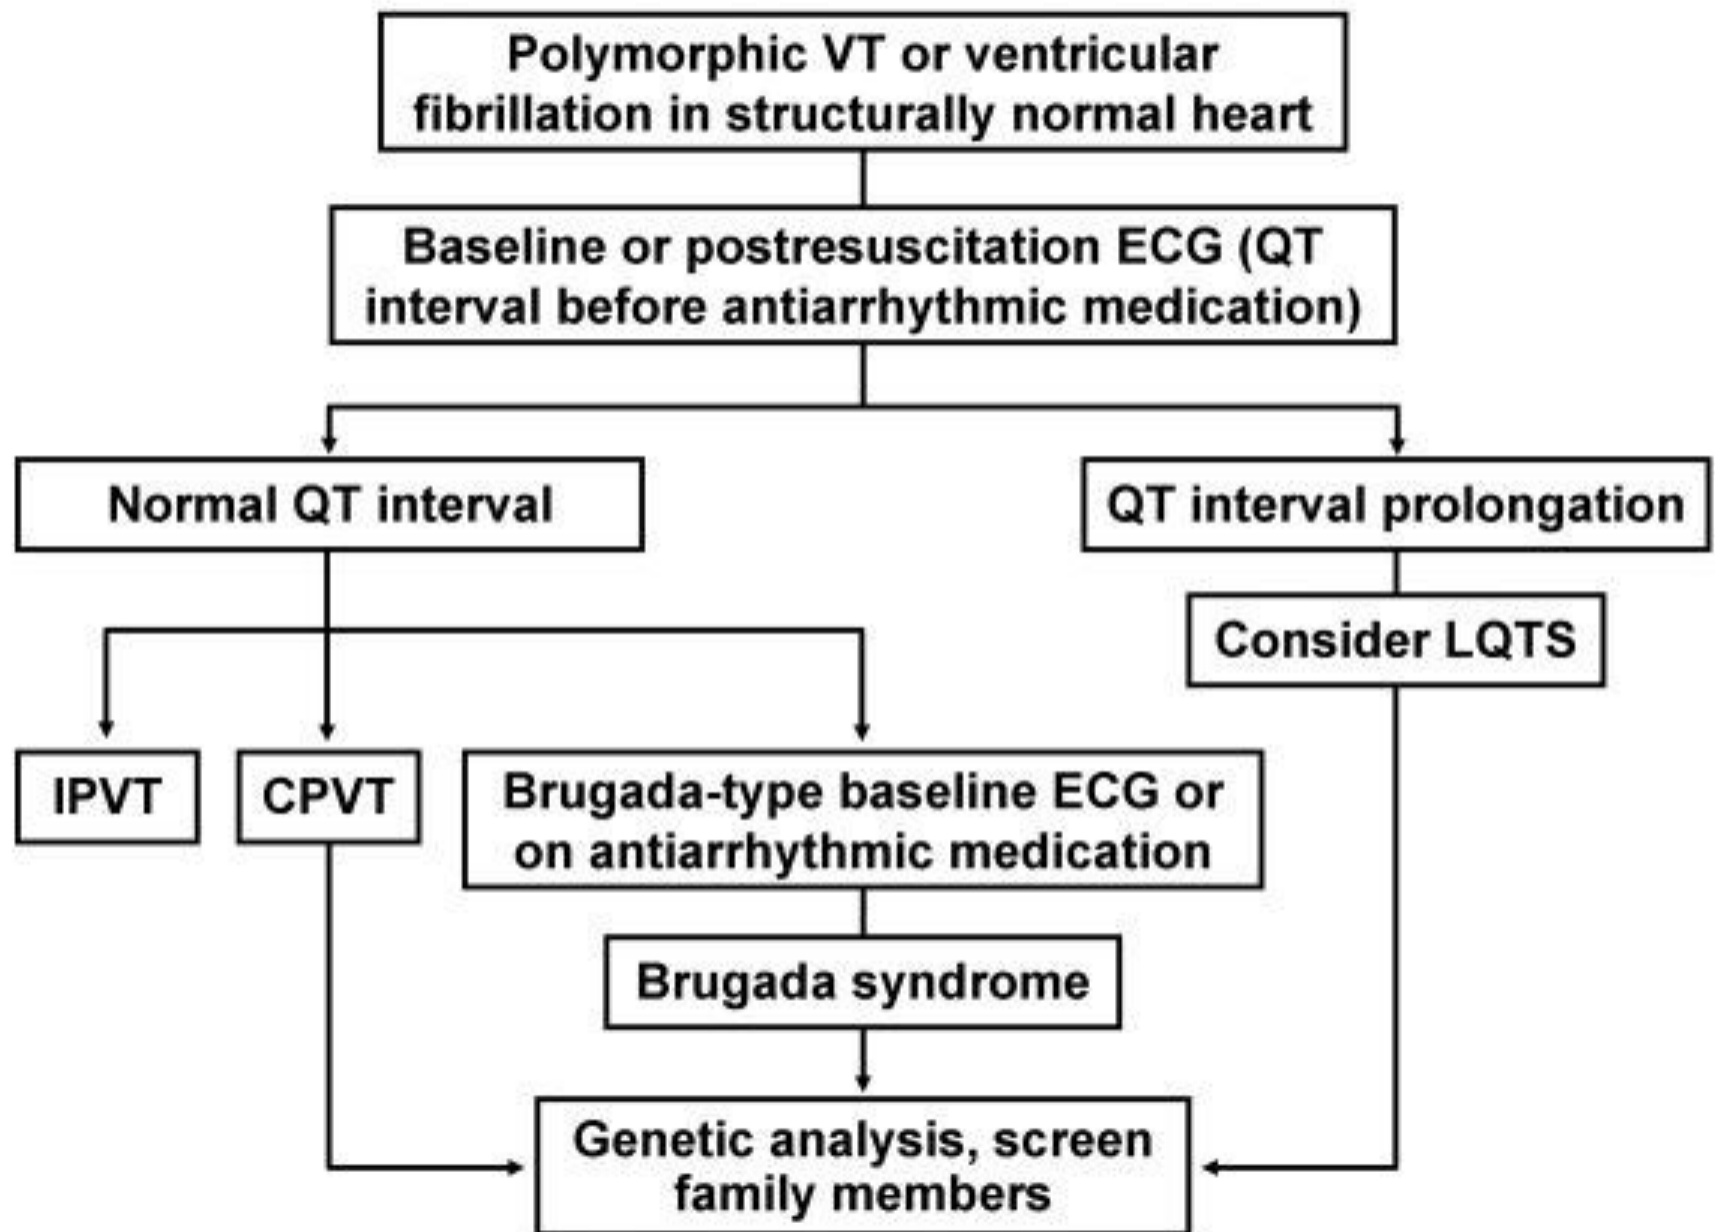 Polymorphic VT or ventricular
fibrillation in structurally normal heart
Baseline or postresuscitation ECG (QT
interval before antiarrhythmic medication)
Normal QT interval
QT interval prolongation
Consider LQTS
IPVT
CPVT
Brugada-type baseline ECG or
on antiarrhythmic medication
Brugada syndrome
Genetic analysis, screen
family members